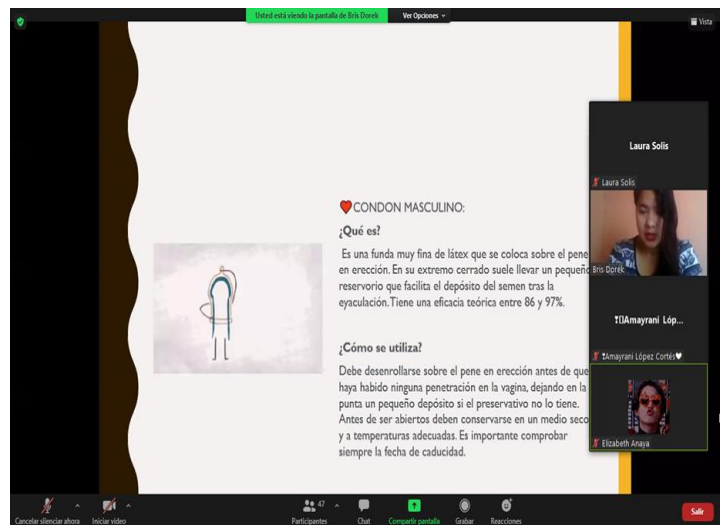 Usted está viendo la pantalla de Bris Dorek
Ver Opciones
Vista
CONDON MASCULINO:
¿Qué es?
Es una funda muy fina de látex que se coloca sobre el pene
en erección. En su extremo cerrado suele llevar un pequeño
reservorio que facilita el depósito del semen tras la
eyaculación. Tiene una eficacia teórica entre 86 y 97%.
¿Cómo se utiliza?
Debe desenrollarse sobre el pene en erección antes de que
haya habido ninguna penetración en la vagina, dejando en la
punta un pequeño depósito si el preservativo no lo tiene.
Antes de ser abiertos deben conservarse en un medio seco
y a temperaturas adecuadas. Es importante comprobar
siempre la fecha de caducidad.
Laura Solis
Laura Solis
Bris Dorek
Amayrani Lóp...
Amayrani López Cortés♥
Elizabeth Anaya
Cancelar silenciar ahora
Iniciar video
47
Participantes
Chat
Compartir pantalla
Grabar
Reacciones
Salir